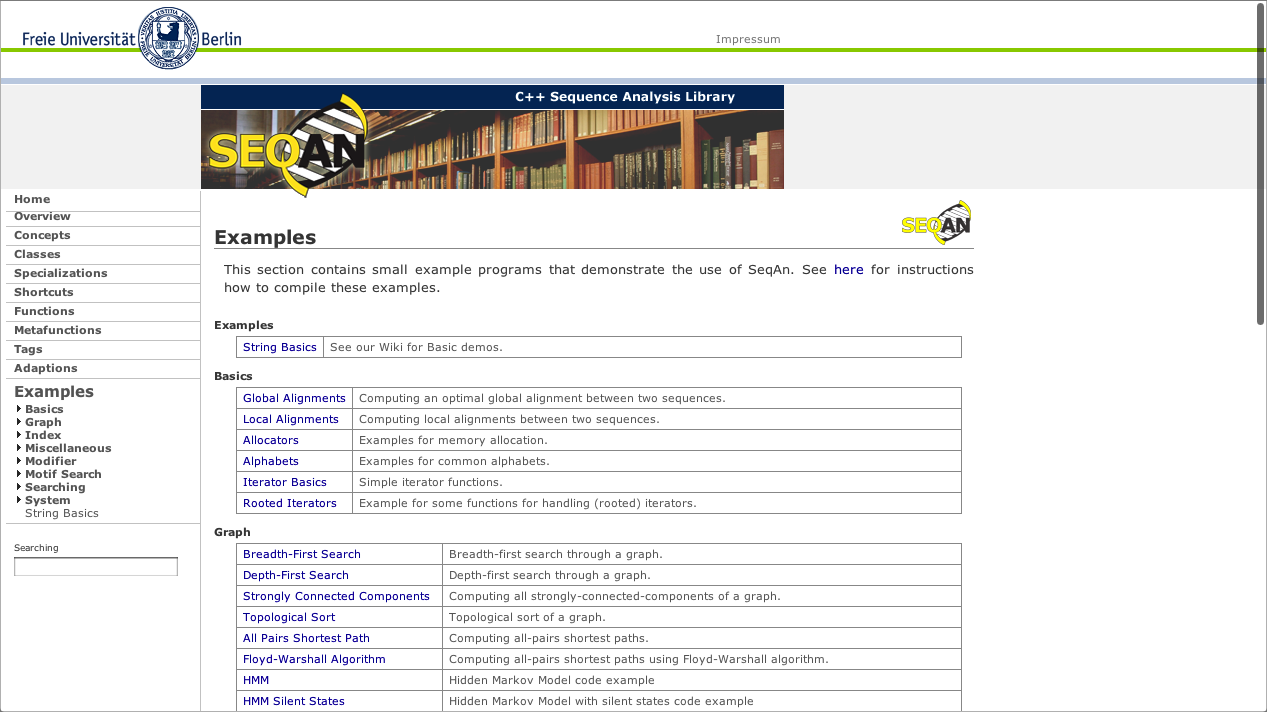 Freie Universität Berlin
Impressum
C++ Sequence Analysis Library
SEQAN
Home
Overview
Concepts
Classes
Specializations
Shortcuts
Functions
Metafunctions
Tags
Adaptions
Examples
Basics
Graph
Index
Miscellaneous
Modifier
Motif Search
Searching
System
String Basics
Searching
SEQAN
Examples
This section contains small example programs that demonstrate the use of SeqAn. See here for instructions
how to compile these examples.
Examples
String Basics See our Wiki for Basic demos.
Basics
Global Alignments Computing an optimal global alignment between two sequences.
Local Alignments Computing local alignments between two sequences.
Allocators Examples for memory allocation.
Alphabets Examples for common alphabets.
Iterator Basics Simple iterator functions.
Rooted Iterators Example for some functions for handling (rooted) iterators.
Graph
Breadth-First Search Breadth-first search through a graph.
Depth-First Search Depth-first search through a graph.
Strongly Connected Components Computing all strongly-connected-components of a graph.
Topological Sort Topological sort of a graph.
All Pairs Shortest Path Computing all-pairs shortest paths.
Floyd-Warshall Algorithm Computing all-pairs shortest paths using Floyd-Warshall algorithm.
HMM Hidden Markov Model code example
HMM Silent States Hidden Markov Model with silent states code example